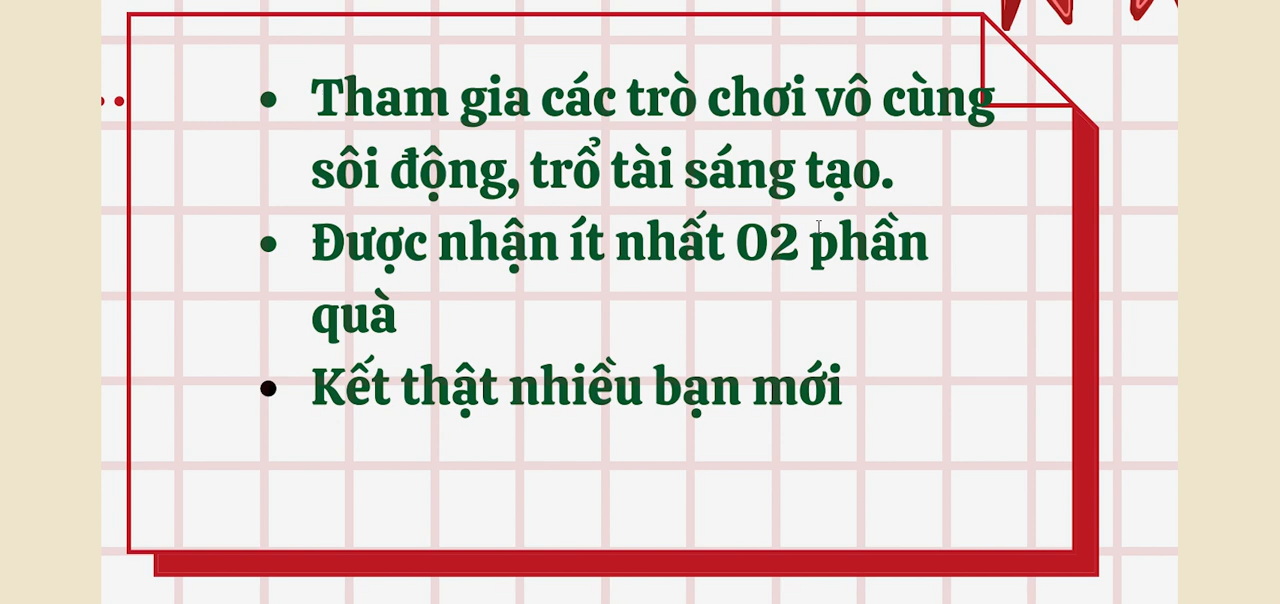 • Tham gia các trò chơi vô cùng
sôi động, trổ tài sáng tạo.
• Được nhận ít nhất 02 phần
quà
• Kết thật nhiều bạn mới